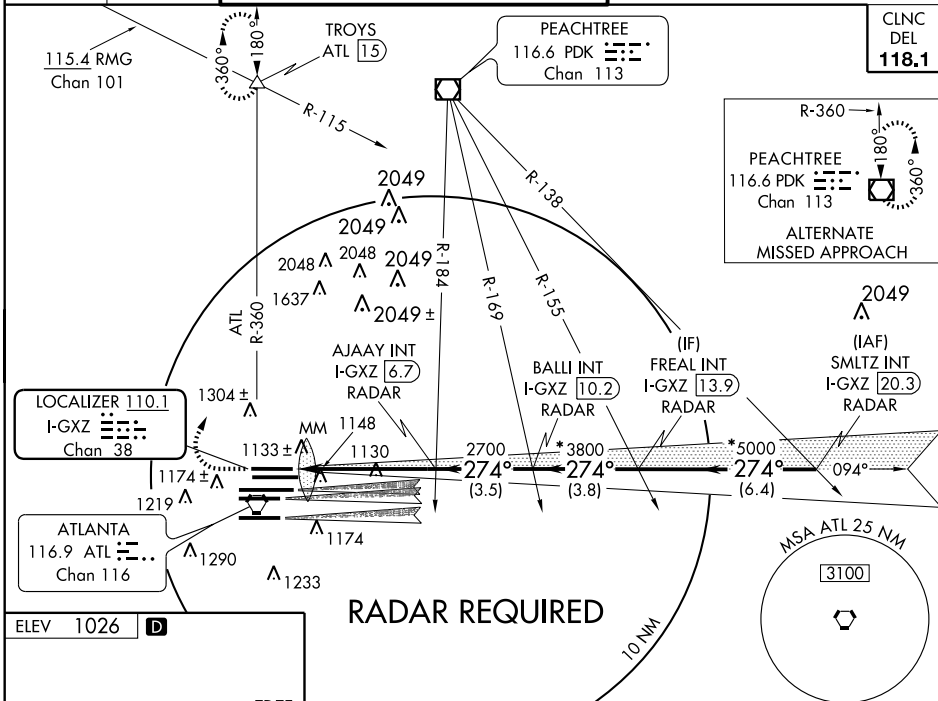 TROYS
ATL 15
180°
360°
115.4 RMG
Chan 101
R-115
PEACHTREE
116.6 PDK
Chan 113
CLNC
DEL
118.1
R-360
180°
360°
PEACHTREE
116.6 PDK
Chan 113
ALTERNATE
MISSED APPROACH
R-138
R-184
R-169
R-155
2049
2049
2048
2048
2049
1637
2049 ±
2049
ATL
R-360
AJAAY INT
I-GXZ 6.7
RADAR
BALLI INT
I-GXZ 10.2
RADAR
(IF)
FREAL INT
I-GXZ 13.9
RADAR
(IAF)
SMLTZ INT
I-GXZ 20.3
RADAR
LOCALIZER 110.1
I-GXZ
Chan 38
1304 ±
MM
1148
1133 ±
1130
1174 ±
1219
2700
*3800
*5000
274°
274°
274°
094°
(3.5)
(3.8)
(6.4)
ATLANTA
116.9 ATL
Chan 116
1174
1290
1233
RADAR REQUIRED
10 NM
MSA ATL 25 NM
3100
ELEV 1026 D